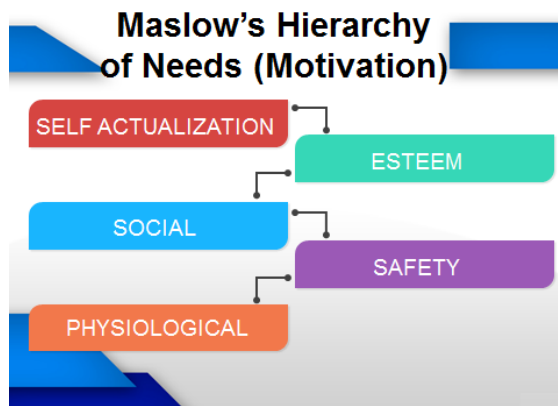 Maslow's Hierarchy
of Needs (Motivation)
SELF ACTUALIZATION
ESTEEM
SOCIAL
SAFETY
PHYSIOLOGICAL